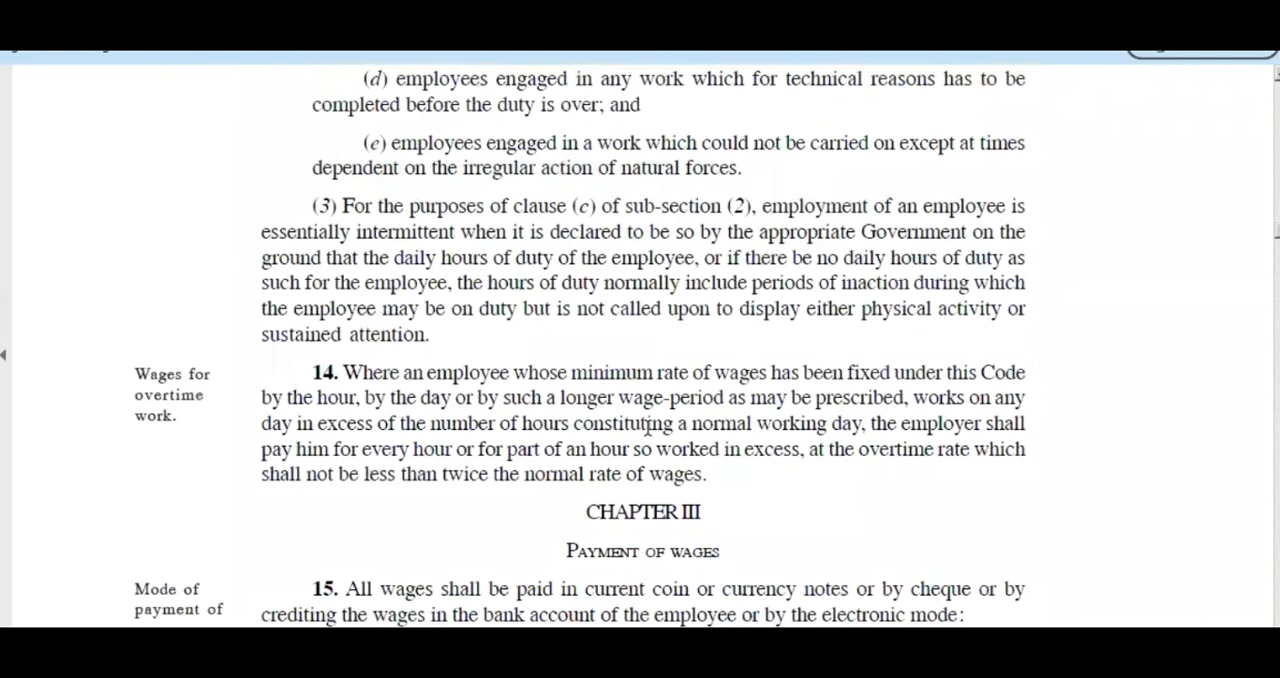 (d) employees engaged in any work which for technical reasons has to be
completed before the duty is over; and
(e) employees engaged in a work which could not be carried on except at times
dependent on the irregular action of natural forces.
(3) For the purposes of clause (c) of sub-section (2), employment of an employee is
essentially intermittent when it is declared to be so by the appropriate Government on the
ground that the daily hours of duty of the employee, or if there be no daily hours of duty as
such for the employee, the hours of duty normally include periods of inaction during which
the employee may be on duty but is not called upon to display either physical activity or
sustained attention.
Wages for
overtime
work.
14. Where an employee whose minimum rate of wages has been fixed under this Code
by the hour, by the day or by such a longer wage-period as may be prescribed, works on any
day in excess of the number of hours constituting a normal working day, the employer shall
pay him for every hour or for part of an hour so worked in excess, at the overtime rate which
shall not be less than twice the normal rate of wages.
CHAPTER III
PAYMENT OF WAGES
Mode of
payment of
15. All wages shall be paid in current coin or currency notes or by cheque or by
crediting the wages in the bank account of the employee or by the electronic mode: